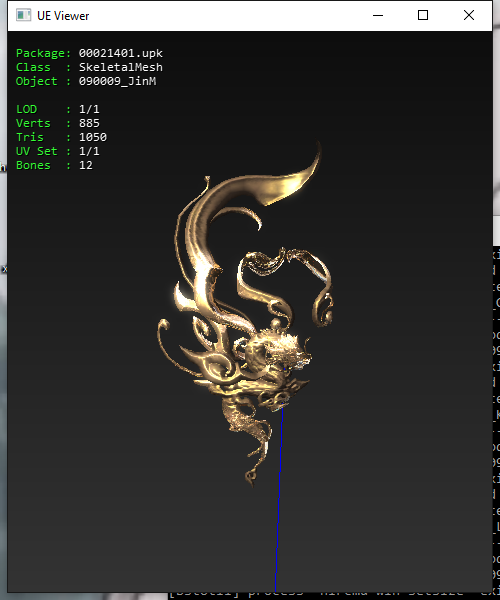 UE Viewer
Package: 00021401.upk
Class : SkeletalMesh
Object : 090009_JinM
LOD : 1/1
Verts : 885
Tris : 1050
UV Set : 1/1
Bones : 12